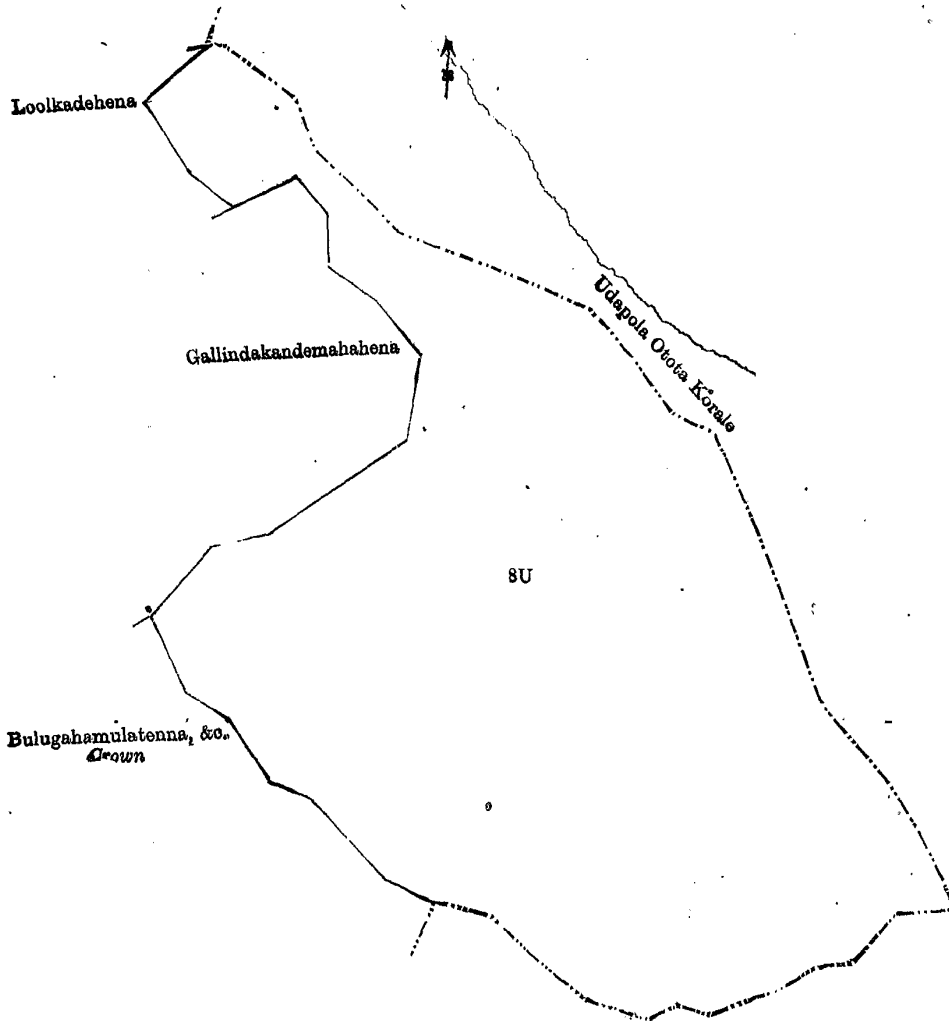 Loolkadehena
Udapola Otota Korale
Gallindakandemahahena
8U
Bulugahamulatenna, &c.
Crown